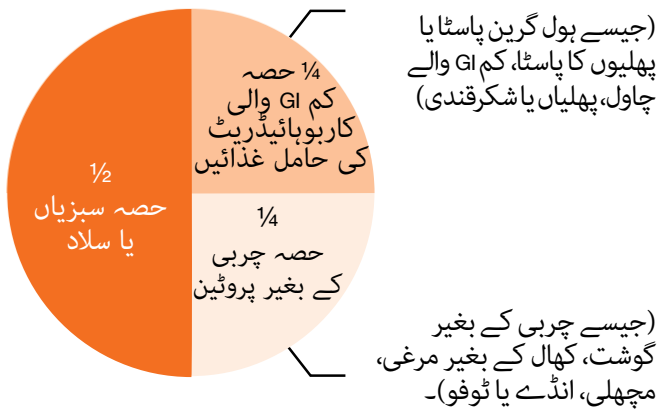 (جیسے ہول گرین پاسٹا یا
پھلیوں کا پاسٹا، کم GI والے
چاول، پھلیاں یا شکرقندی)
¼ حصہ
کم GI والی
کاربوہائیڈریٹ
کی حامل غذائیں
½
حصہ سبزیاں
یا سلاد
¼
حصہ چربی
کے بغیر پروٹین
(جیسے چربی کے بغیر
گوشت، کھال کے بغیر مرغی،
مچھلی، انڈے یا ٹوفو)۔